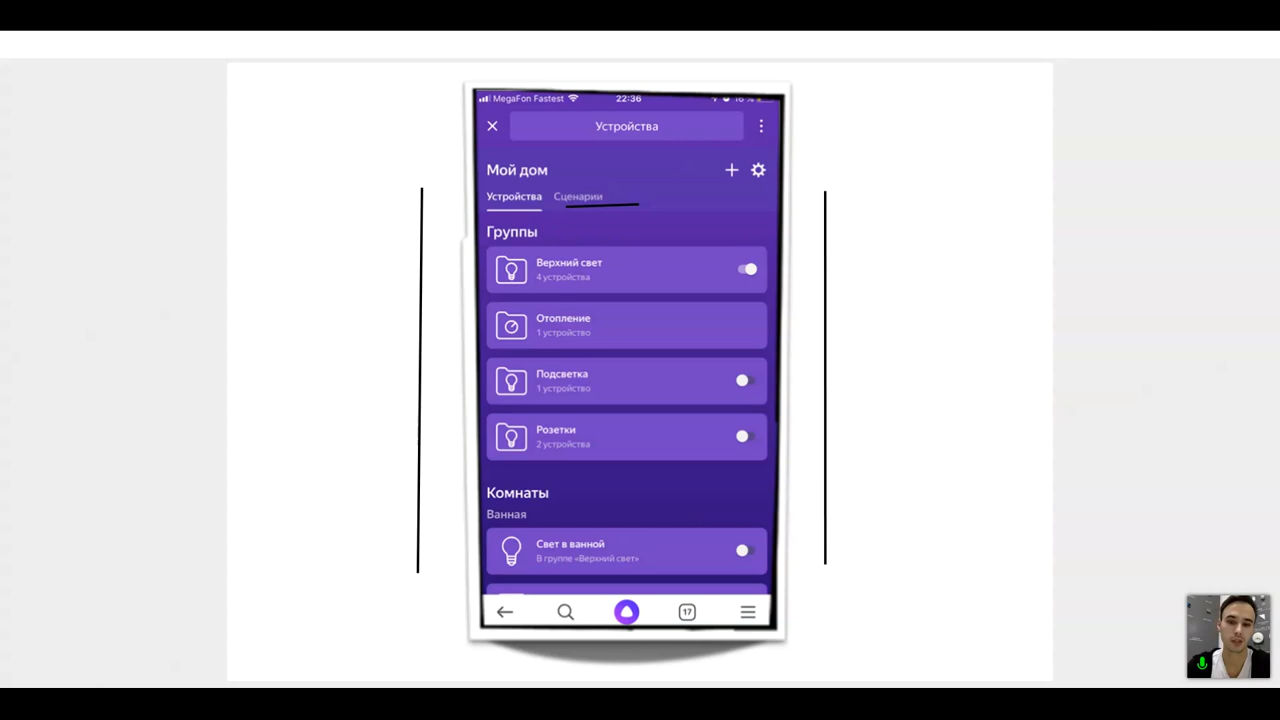 MegaFon Fastest
22:36
16 %
Устройства
Мой дом
Устройства Сценарии
Группы
Верхний свет
4 устройства
Отопление
1 устройство
Подсветка
1 устройство
Розетки
2 устройства
Комнаты
Ванная
Свет в ванной
В группе «Верхний свет»
17